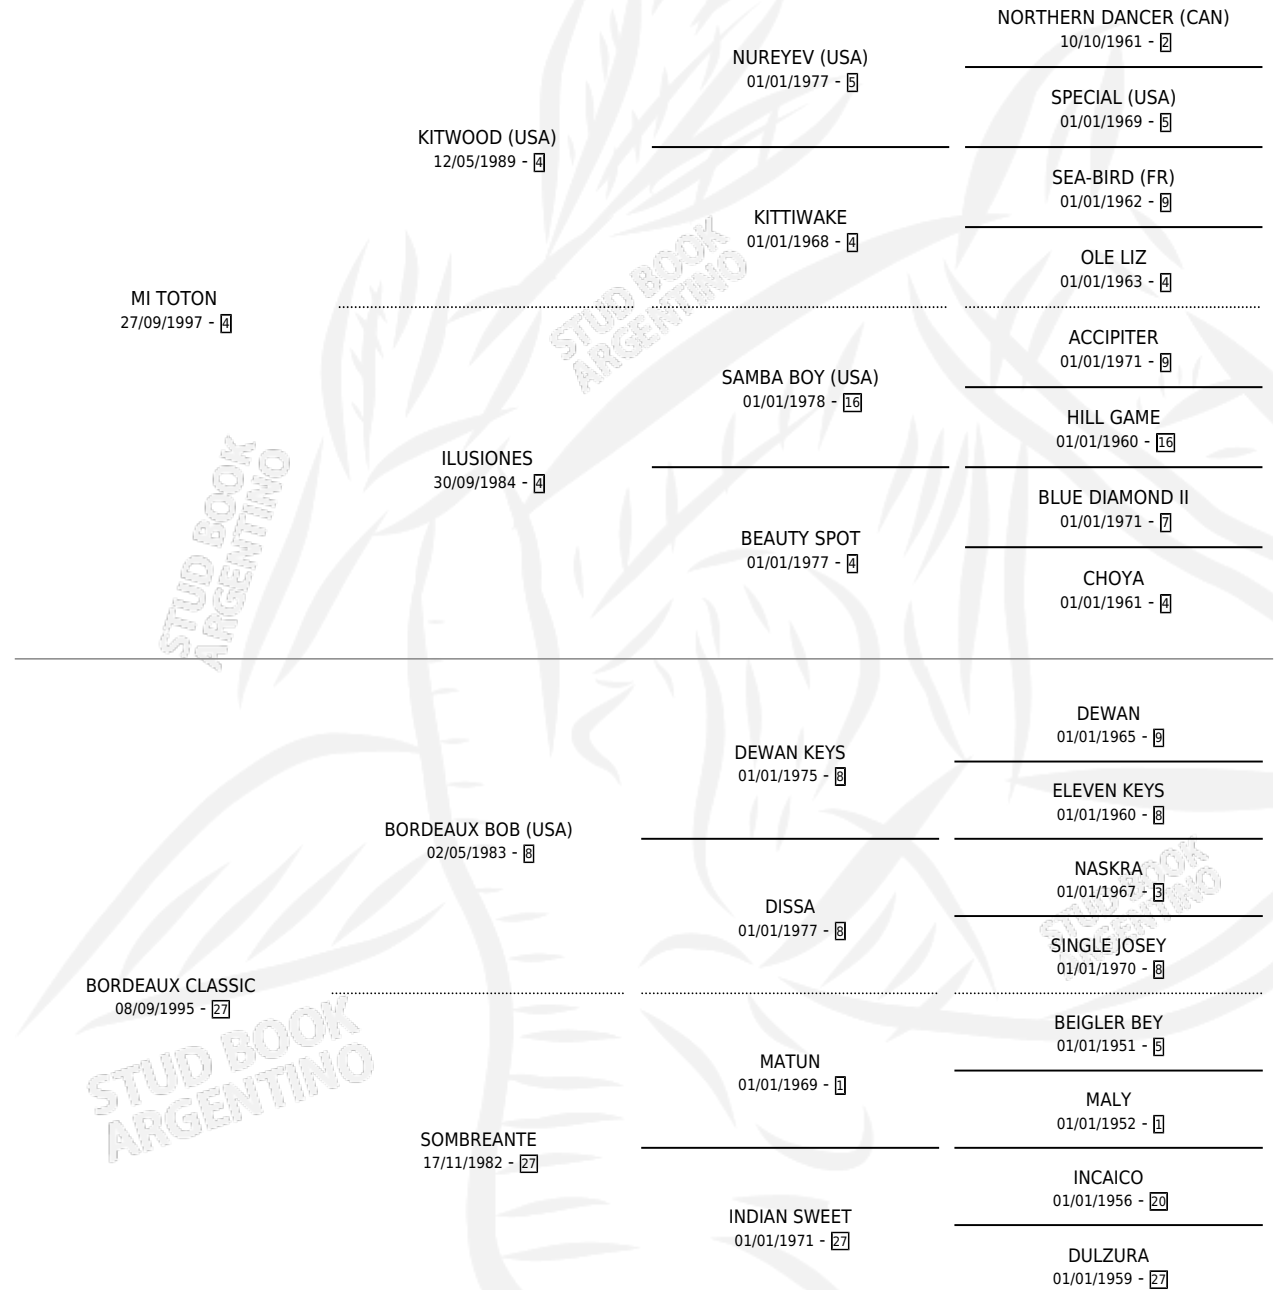 NORTHERN DANCER (CAN)
10/10/1961 - 2
NUREYEV (USA)
01/01/1977 - 5
SPECIAL (USA)
01/01/1969 - 5
KITWOOD (USA)
12/05/1989 - 4
SEA-BIRD (FR)
01/01/1962 - 9
KITTIWAKE
01/01/1968 - 4
OLE LIZ
01/01/1963 - 4
MI TOTON
27/09/1997 - 4
ACCIPITER
01/01/1971 - 9
SAMBA BOY (USA)
01/01/1978 - 16
HILL GAME
01/01/1960 - 16
ILUSIONES
30/09/1984 - 4
BLUE DIAMOND II
01/01/1971 - 7
BEAUTY SPOT
01/01/1977 - 4
CHOYA
01/01/1961 - 4
STUD BOOK
ARGENTINO
STUD BOOK
ARGENTINO
DEWAN
01/01/1965 - 9
DEWAN KEYS
01/01/1975 - 8
ELEVEN KEYS
01/01/1960 - 8
BORDEAUX BOB (USA)
02/05/1983 - 8
NASKRA
01/01/1967 - 3
DISSA
01/01/1977 - 8
SINGLE JOSEY
01/01/1970 - 8
STUD BOOK
ARGENTINO
BORDEAUX CLASSIC
08/09/1995 - 27
BEIGLER BEY
01/01/1951 - 5
MATUN
01/01/1969 - 1
MALY
01/01/1952 - 1
STUD BOOK
ARGENTINO
SOMBREANTE
17/11/1982 - 27
INCAICO
01/01/1956 - 20
INDIAN SWEET
01/01/1971 - 27
DULZURA
01/01/1959 - 27